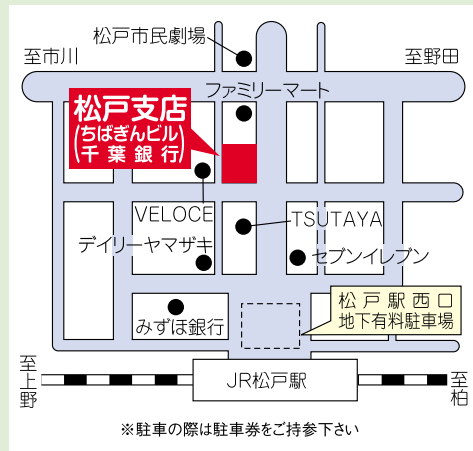 松戸市民劇場
至市川
至野田
ファミリーマート
松戸支店
(ちばぎんビル)
(千葉銀行)
VELOCE
TSUTAYA
デイリーヤマザキ
セブンイレブン
みずほ銀行
松戸駅西口
地下有料駐車場
至上野
JR松戸駅
至柏
※駐車の際は駐車券をご持参下さい